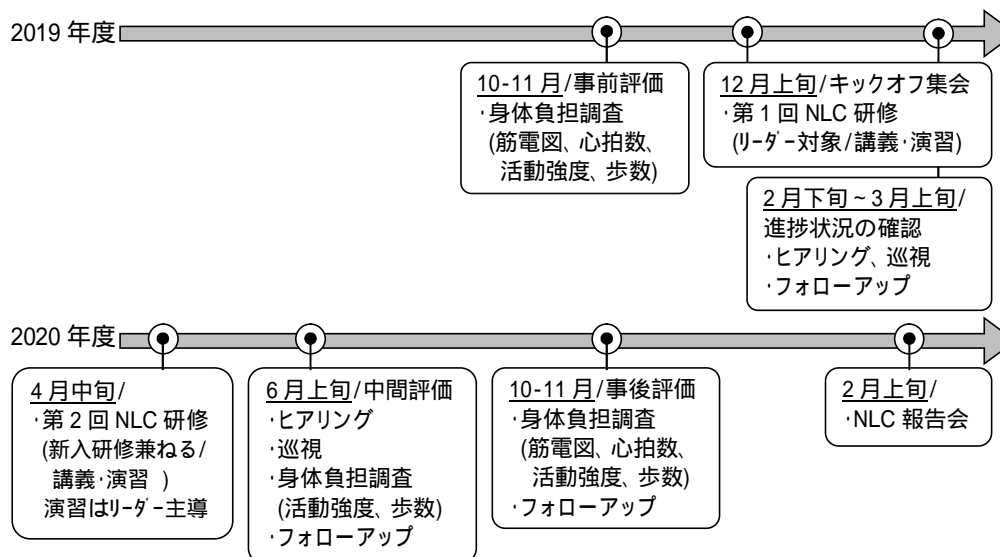 2019 年度
10-11 月/事前評価
･身体負担調査
(筋電図、心拍数、
活動強度、歩数)
12 月上旬/キックオフ集会
･第 1 回 NLC 研修
(ﾘｰﾀﾞｰ対象/講義･演習)
2 月下旬~3 月上旬/
進捗状況の確認
･ヒアリング、巡視
･フォローアップ
2020 年度
4 月中旬/
･第 2 回 NLC 研修
(新入研修兼ねる/
講義･演習 )
演習はﾘｰﾀﾞｰ主導
6 月上旬/中間評価
･ヒアリング
･巡視
･身体負担調査
(活動強度、歩数)
･フォローアップ
10-11 月/事後評価
･身体負担調査
(筋電図、心拍数、
活動強度、歩数)
･フォローアップ
2 月上旬/
･NLC 報告会